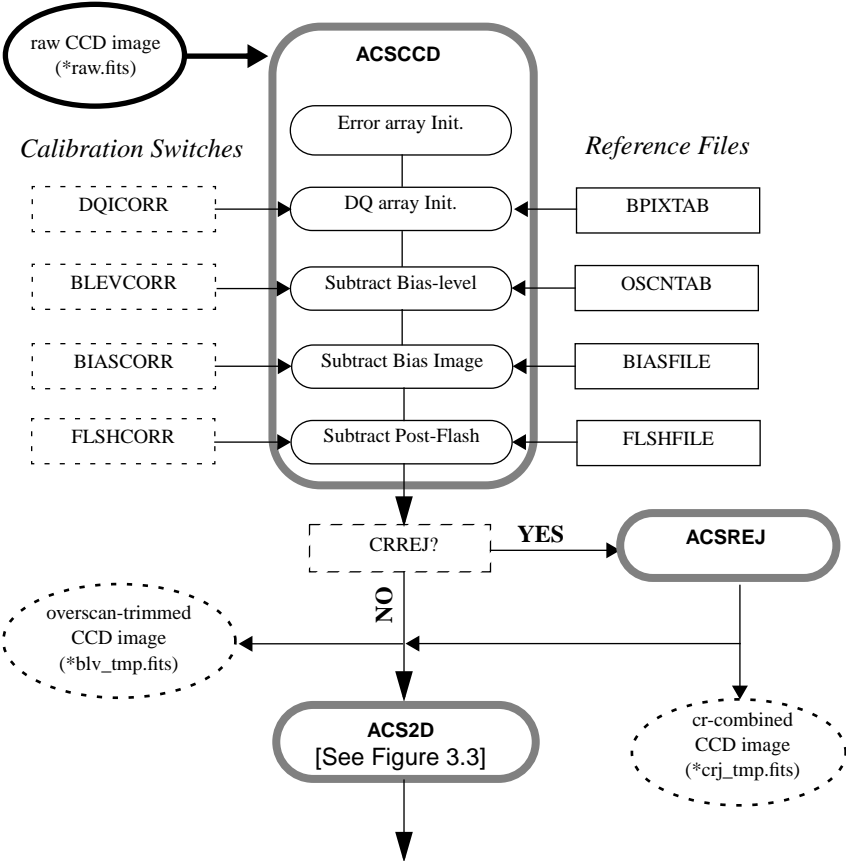 raw CCD image
(*raw.fits)
ACSCCD
Error array Init.
Calibration Switches
Reference Files
DQICORR
DQ array Init.
BPIXTAB
BLEVCORR
Subtract Bias-level
OSCNTAB
BIASCORR
Subtract Bias Image
BIASFILE
FLSHCORR
Subtract Post-Flash
FLSHFILE
CRREJ?
YES
ACSREJ
NO
overscan-trimmed
CCD image
(*blv_tmp.fits)
ACS2D
[See Figure 3.3]
cr-combined
CCD image
(*crj_tmp.fits)